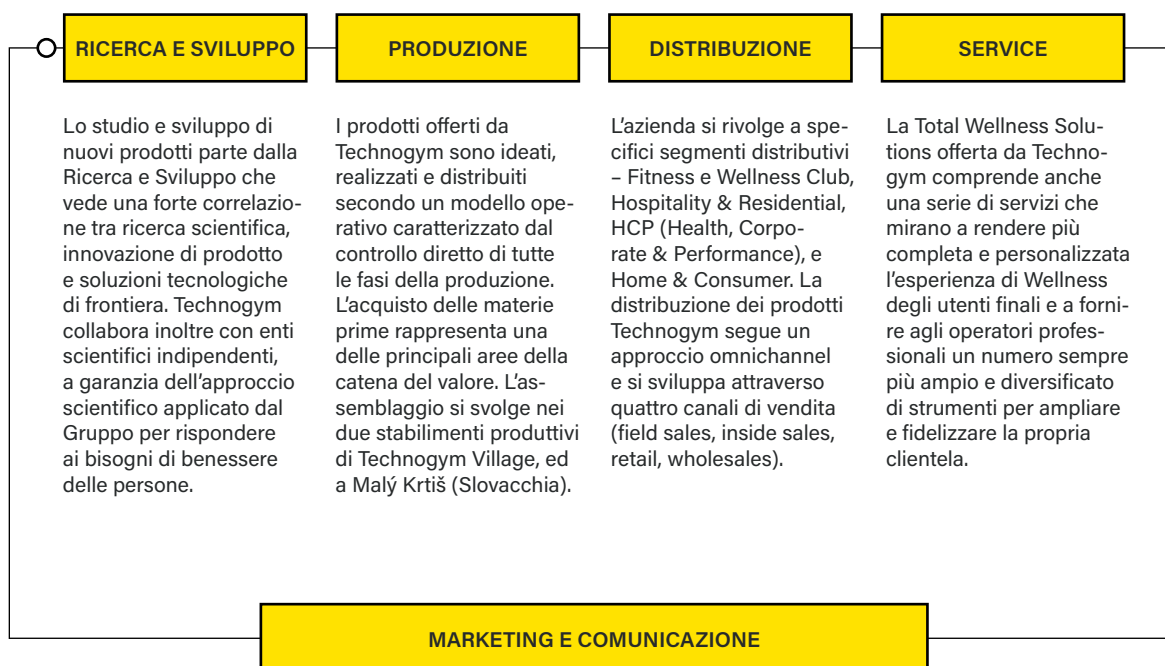 RICERCA E SVILUPPO
Lo studio e sviluppo di
nuovi prodotti parte dalla
Ricerca e Sviluppo che
vede una forte correlazio-
ne tra ricerca scientifica,
innovazione di prodotto
e soluzioni tecnologiche
di frontiera. Technogym
collabora inoltre con enti
scientifici indipendenti,
a garanzia dell’approccio
scientifico applicato dal
Gruppo per rispondere
ai bisogni di benessere
delle persone.
PRODUZIONE
I prodotti offerti da
Technogym sono ideati,
realizzati e distribuiti
secondo un modello ope-
rativo caratterizzato dal
controllo diretto di tutte
le fasi della produzione.
L’acquisto delle materie
prime rappresenta una
delle principali aree della
catena del valore. L’as-
semblaggio si svolge nei
due stabilimenti produttivi
di Technogym Village, ed
a Malý Krtiš (Slovacchia).
DISTRIBUZIONE
L’azienda si rivolge a spe-
cifici segmenti distributivi
– Fitness e Wellness Club,
Hospitality & Residential,
HCP (Health, Corpo-
rate & Performance), e
Home & Consumer. La
distribuzione dei prodotti
Technogym segue un
approccio omnichannel
e si sviluppa attraverso
quattro canali di vendita
(field sales, inside sales,
retail, wholesales).
SERVICE
La Total Wellness Solu-
tions offerta da Techno-
gym comprende anche
una serie di servizi che
mirano a rendere più
completa e personalizzata
l’esperienza di Wellness
degli utenti finali e a forni-
re agli operatori profes-
sionali un numero sempre
più ampio e diversificato
di strumenti per ampliare
e fidelizzare la propria
clientela.
MARKETING E COMUNICAZIONE